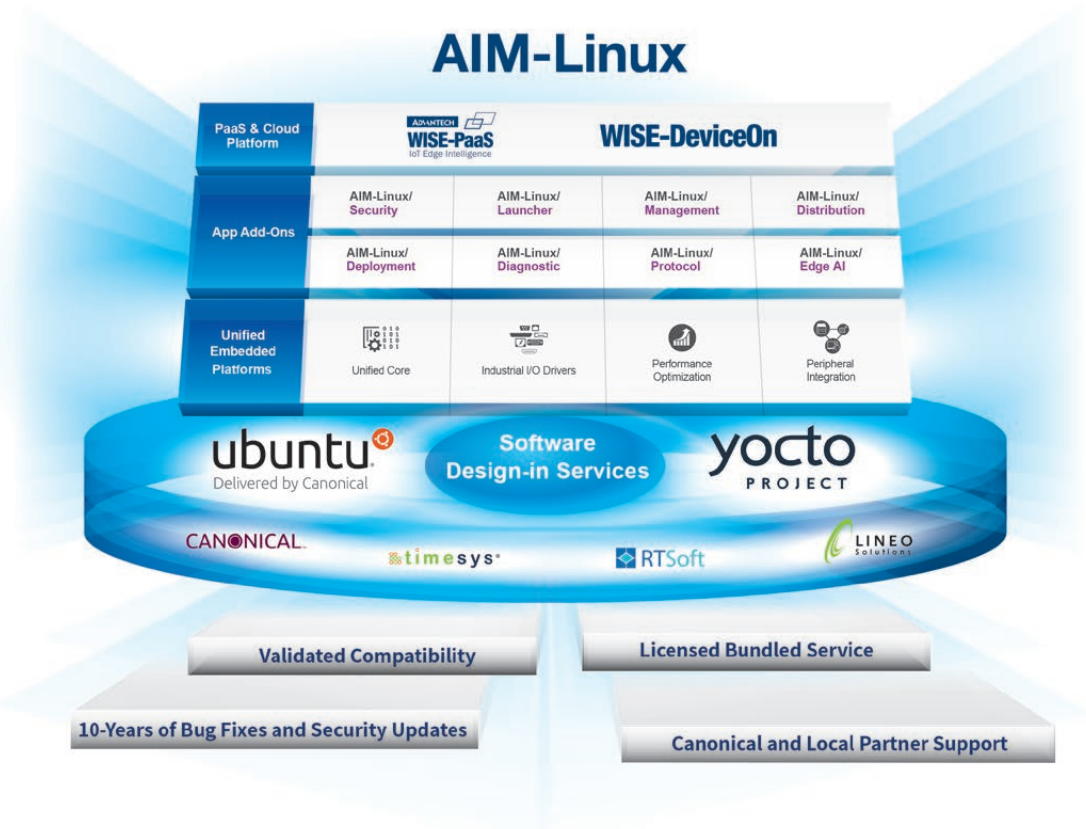 AIM-Linux
PaaS & Cloud
Platform
ADVANTECH
WISE-PaaS
IoT Edge Intelligence
WISE-DeviceOn
App Add-Ons
AIM-Linux/
Security
AIM-Linux/
Launcher
AIM-Linux/
Management
AIM-Linux/
Distribution
AIM-Linux/
Deployment
AIM-Linux/
Diagnostic
AIM-Linux/
Protocol
AIM-Linux/
Edge AI
Unified
Embedded
Platforms
010
101
010
101
Unified Core
Industrial I/O Drivers
Performance
Optimization
Peripheral
Integration
ubuntu
Delivered by Canonical
Software
Design-in Services
yocto
PROJECT
CANONICAL
timesys
RTSoft
LINEO
Solutions
Validated Compatibility
Licensed Bundled Service
10-Years of Bug Fixes and Security Updates
Canonical and Local Partner Support